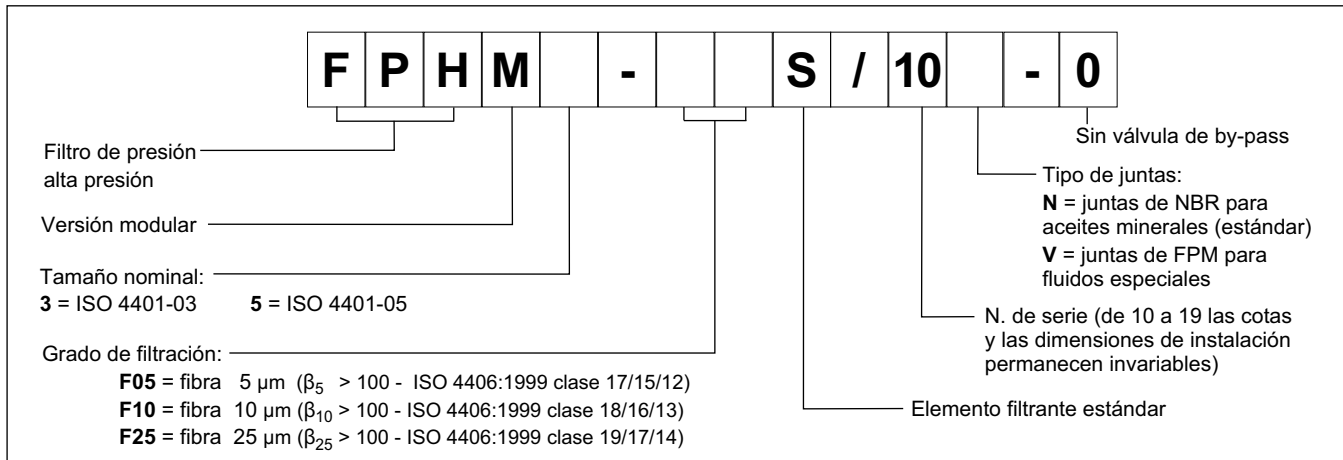 F P H M - S / 10 - 0
Filtro de presión
alta presión
Versión modular
Tamaño nominal:
3 = ISO 4401-03 5 = ISO 4401-05
Grado de filtración:
F05 = fibra 5 µm (β5 > 100 - ISO 4406:1999 clase 17/15/12)
F10 = fibra 10 µm (β10 > 100 - ISO 4406:1999 clase 18/16/13)
F25 = fibra 25 µm (β25 > 100 - ISO 4406:1999 clase 19/17/14)
Sin válvula de by-pass
Tipo de juntas:
N = juntas de NBR para
aceites minerales (estándar)
V = juntas de FPM para
fluidos especiales
N. de serie (de 10 a 19 las cotas
y las dimensiones de instalación
permanecen invariables)
Elemento filtrante estándar